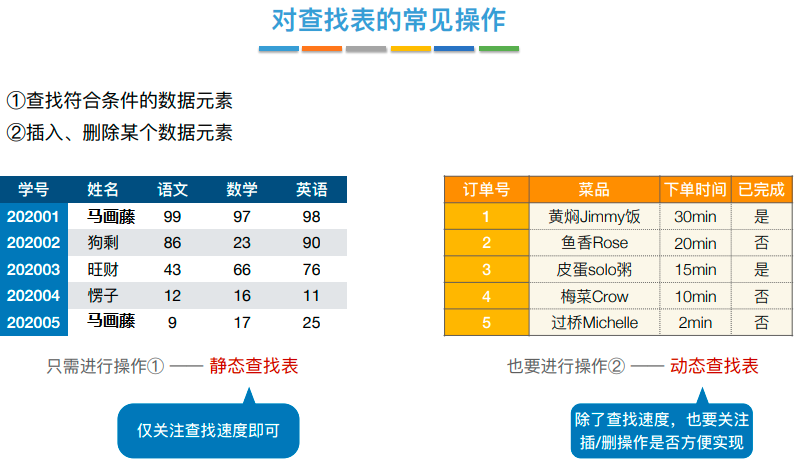 对查找表的常见操作
①查找符合条件的数据元素
②插入、删除某个数据元素
学号 姓名 语文 数学 英语
202001 马画藤 99 97 98
202002 狗剩 86 23 90
202003 旺财 43 66 76
202004 愣子 12 16 11
202005 马画藤 9 17 25
只需进行操作① —— 静态查找表
仅关注查找速度即可
订单号 菜品 下单时间 已完成
1 黄焖Jimmy饭 30min 是
2 鱼香Rose 20min 否
3 皮蛋solo粥 15min 是
4 梅菜Crow 10min 否
5 过桥Michelle 2min 否
也要进行操作② —— 动态查找表
除了查找速度，也要关注
插/删操作是否方便实现